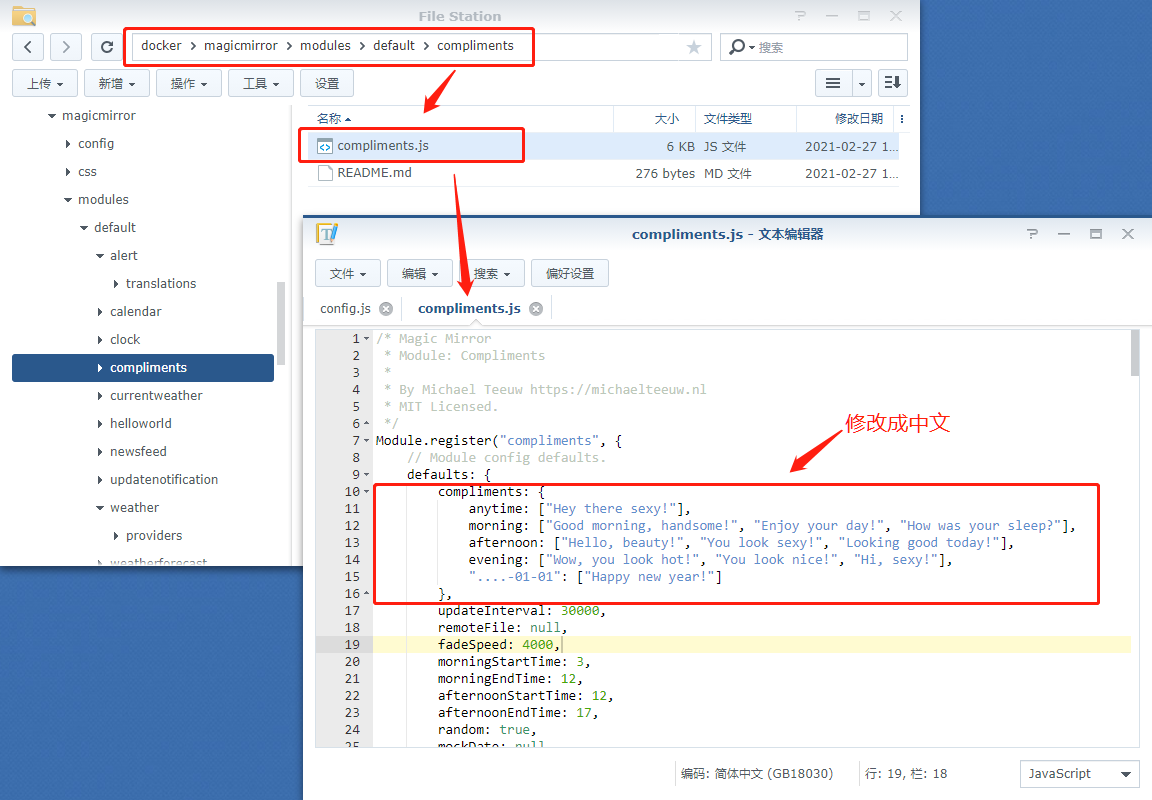 File Station
docker magicmirror modules default compliments
搜索
上传 新增 操作 工具 设置
magicmirror
config
css
modules
default
alert
translations
calendar
clock
compliments
currentweather
helloworld
newsfeed
updatenotification
weather
providers
weatherforecast
名称 大小 文件类型 修改日期
compliments.js 6 KB JS 文件 2021-02-27 1...
README.md 276 bytes MD 文件 2021-02-27 1...
compliments.js - 文本编辑器
文件 编辑 搜索 偏好设置
config.js compliments.js
1 /* Magic Mirror
2 * Module: Compliments
3 *
4 * By Michael Teeuw https://michaelteeuw.nl
5 * MIT Licensed.
6 */
7 Module.register("compliments", {
8 // Module config defaults.
9 defaults: {
10 compliments: {
11 anytime: ["Hey there sexy!"],
12 morning: ["Good morning, handsome!", "Enjoy your day!", "How was your sleep?"],
13 afternoon: ["Hello, beauty!", "You look sexy!", "Looking good today!"],
14 evening: ["Wow, you look hot!", "You look nice!", "Hi, sexy!"],
15 "....-01-01": ["Happy new year!"]
16 },
17 updateInterval: 30000,
18 remoteFile: null,
19 fadeSpeed: 4000,
20 morningStartTime: 3,
21 morningEndTime: 12,
22 afternoonStartTime: 12,
23 afternoonEndTime: 17,
24 random: true,
25 mockDate: null
修改成中文
编码: 简体中文 (GB18030) 行: 19, 栏: 18 JavaScript